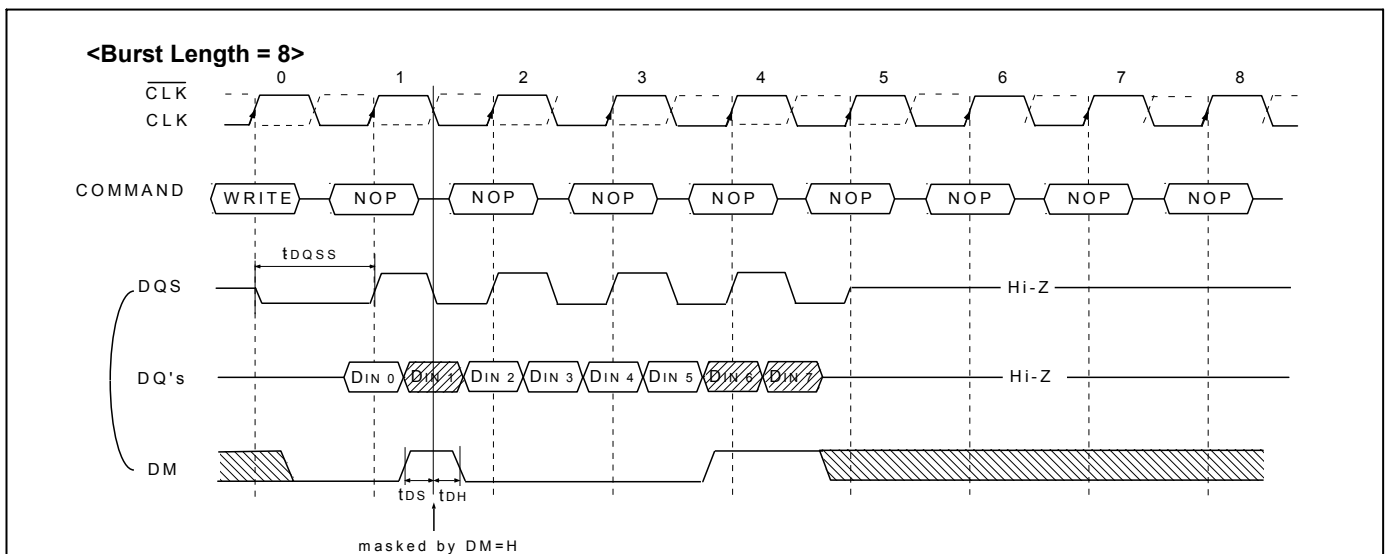 <Burst Length = 8>
0 1 2 3 4 5 6 7 8
CLK
CLK
COMMAND WRITE NOP NOP NOP NOP NOP NOP NOP NOP
tDQSS
DQS Hi-Z
DQ's DIN 0 DIN 1 DIN 2 DIN 3 DIN 4 DIN 5 DIN 6 DIN 7 Hi-Z
DM
tDS tDH
masked by DM=H